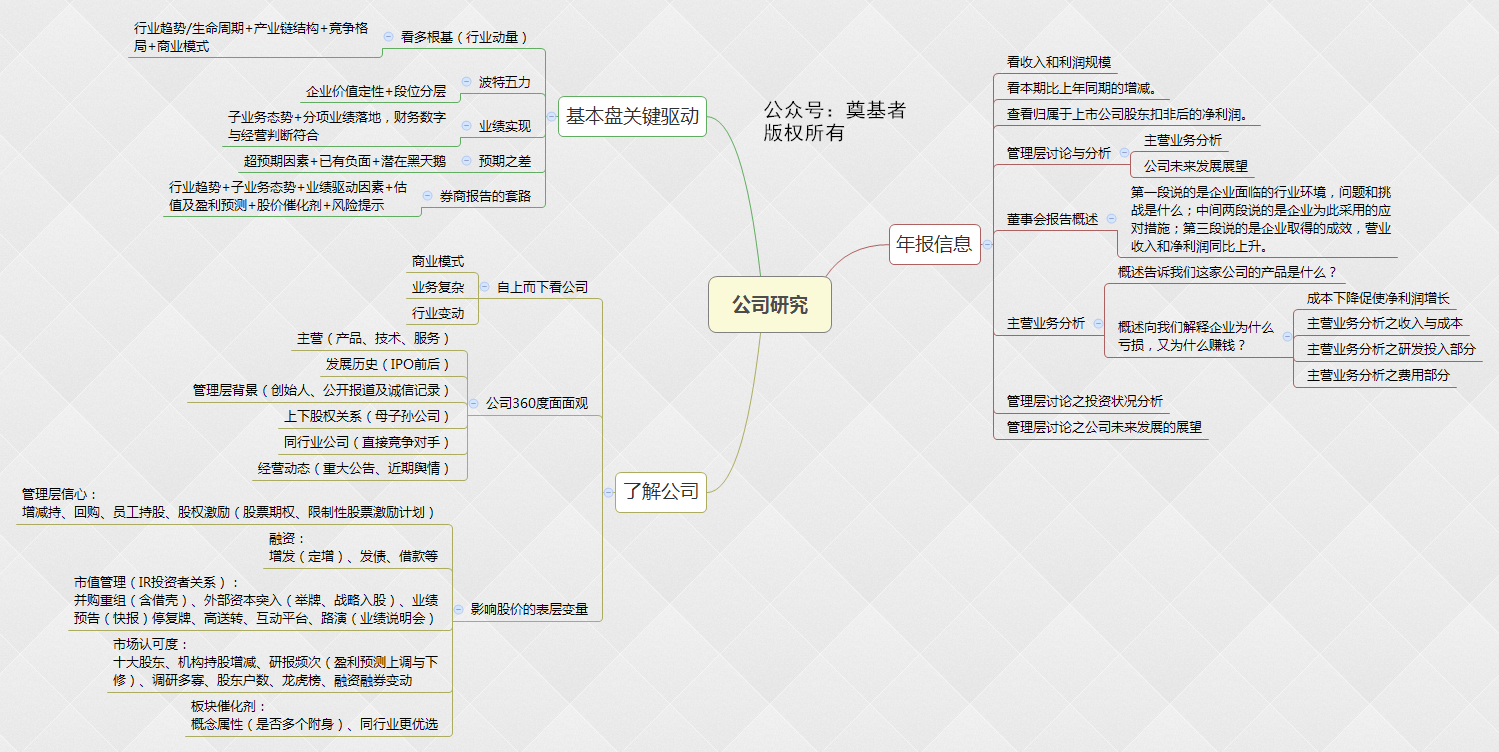 公司研究
公众号：奠基者
版权所有
基本盘关键驱动
看多根基（行业动量）
行业趋势/生命周期+产业链结构+竞争格
局+商业模式
波特五力
企业价值定性+段位分层
业绩实现
子业务态势+分项业绩落地，财务数字
与经营判断符合
预期之差
超预期因素+已有负面+潜在黑天鹅
券商报告的套路
行业趋势+子业务态势+业绩驱动因素+估
值及盈利预测+股价催化剂+风险提示
了解公司
自上而下看公司
商业模式
业务复杂
行业变动
公司360度面面观
主营（产品、技术、服务）
发展历史（IPO前后）
管理层背景（创始人、公开报道及诚信记录）
上下股权关系（母子孙公司）
同行业公司（直接竞争对手）
经营动态（重大公告、近期舆情）
影响股价的表层变量
管理层信心：
增减持、回购、员工持股、股权激励（股票期权、限制性股票激励计划）
融资：
增发（定增）、发债、借款等
市值管理（IR投资者关系）：
并购重组（含借壳）、外部资本突入（举牌、战略入股）、业绩
预告（快报）停复牌、高送转、互动平台、路演（业绩说明会）
市场认可度：
十大股东、机构持股增减、研报频次（盈利预测上调与下
修）、调研多寡、股东户数、龙虎榜、融资融券变动
板块催化剂：
概念属性（是否多个附身）、同行业更优选
年报信息
看收入和利润规模
看本期比上年同期的增减。
查看归属于上市公司股东扣非后的净利润。
管理层讨论与分析
主营业务分析
公司未来发展展望
董事会报告概述
第一段说的是企业面临的行业环境，问题和挑
战是什么；中间两段说的是企业为此采用的应
对措施；第三段说的是企业取得的成效，营业
收入和净利润同比上升。
主营业务分析
概述告诉我们这家公司的产品是什么？
概述向我们解释企业为什么
亏损，又为什么赚钱？
成本下降促使净利润增长
主营业务分析之收入与成本
主营业务分析之研发投入部分
主营业务分析之费用部分
管理层讨论之投资状况分析
管理层讨论之公司未来发展的展望